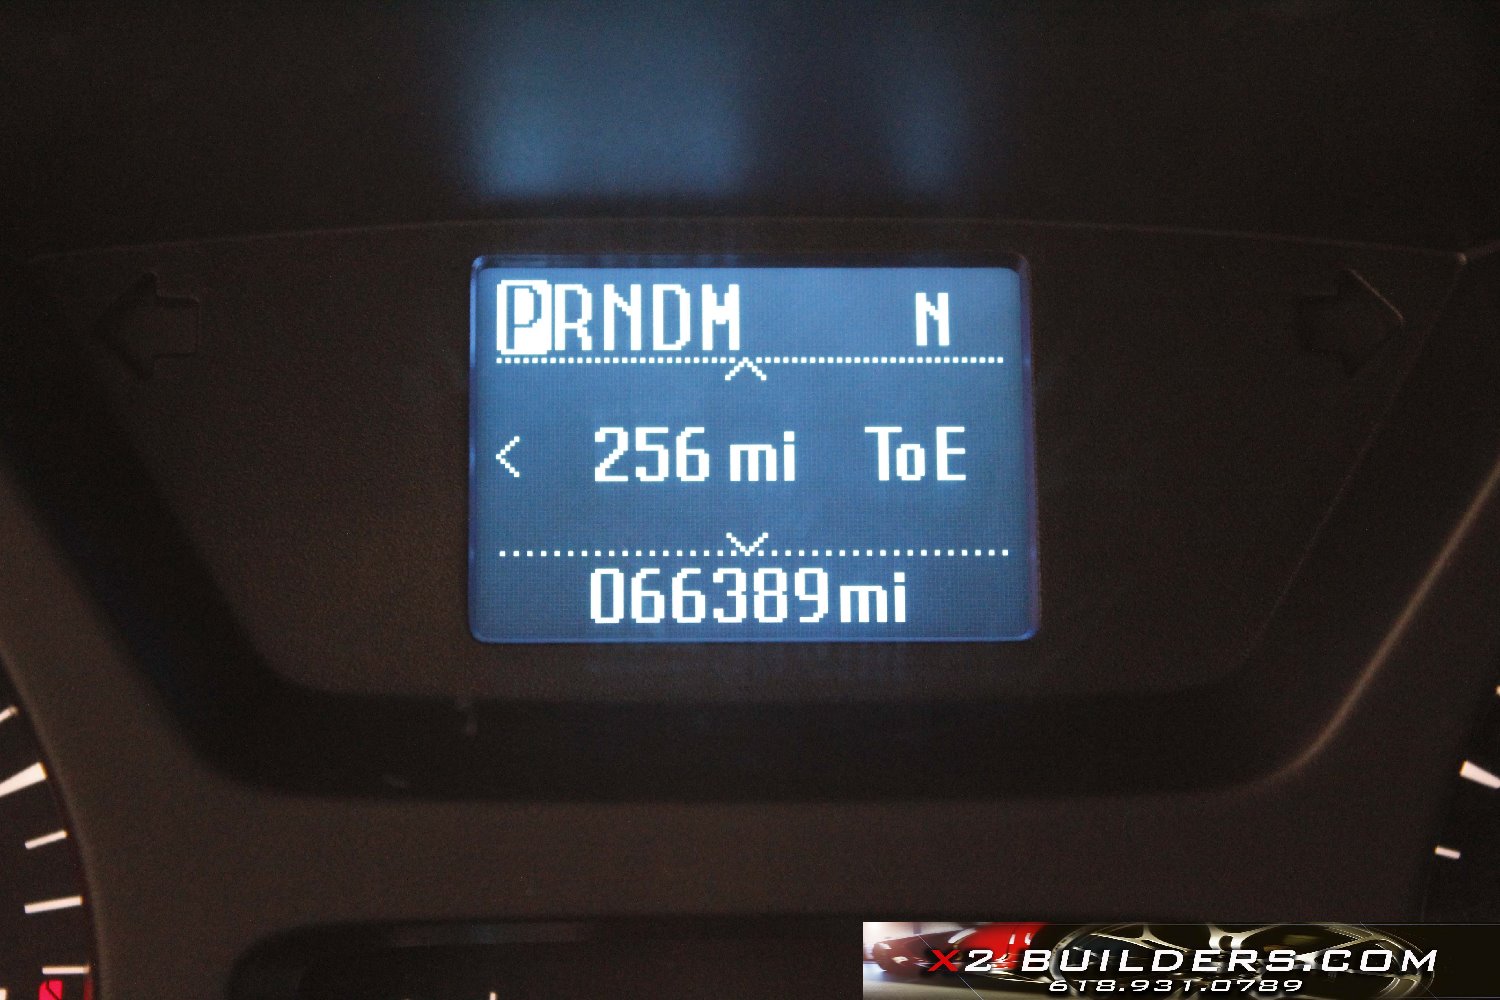 PRNDM N
256 mi ToE
066389mi
X2 BUILDERS.COM
618.931.0789